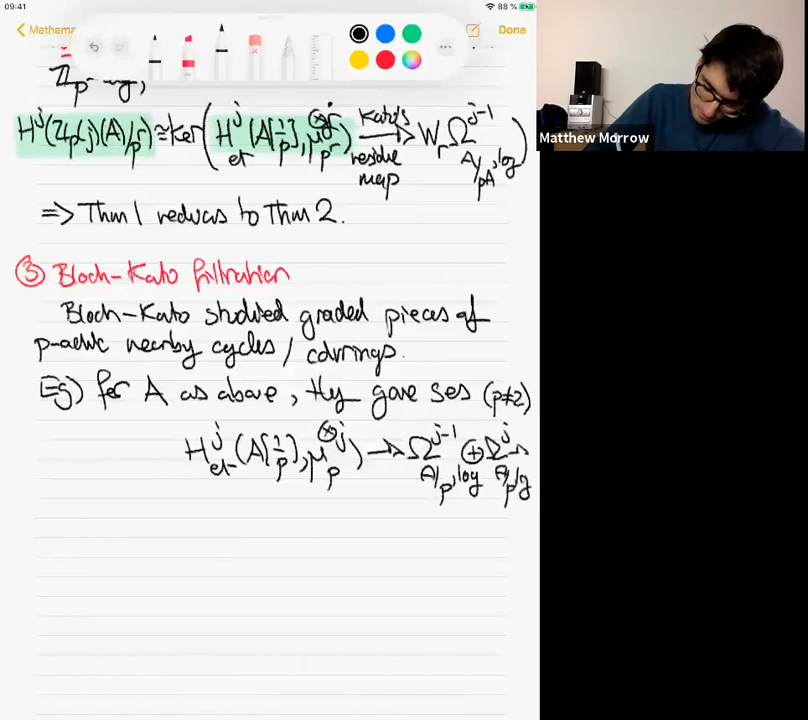 09:41
88 %
Mathema
Done
Matthew Morrow
H^j(Z_p(j)(A)/p^r) ≅ ker(H^j_et(A[1/p], μ_{p^r}^{⊗j}) Kato's residue map → W_rΩ^{j-1}_{A/pA, log})
=> Thm 1 reduces to Thm 2.
③ Bloch-Kato filtration
Bloch-Kato studied graded pieces of
p-adic nearby cycles /
Eg) for A as above, they gave ses (p≠2)
H^j_et(A[1/p], μ_p^{⊗j}) → Ω^{j-1}_{A/p, log} ⊕ Ω^j_{A/p, log}